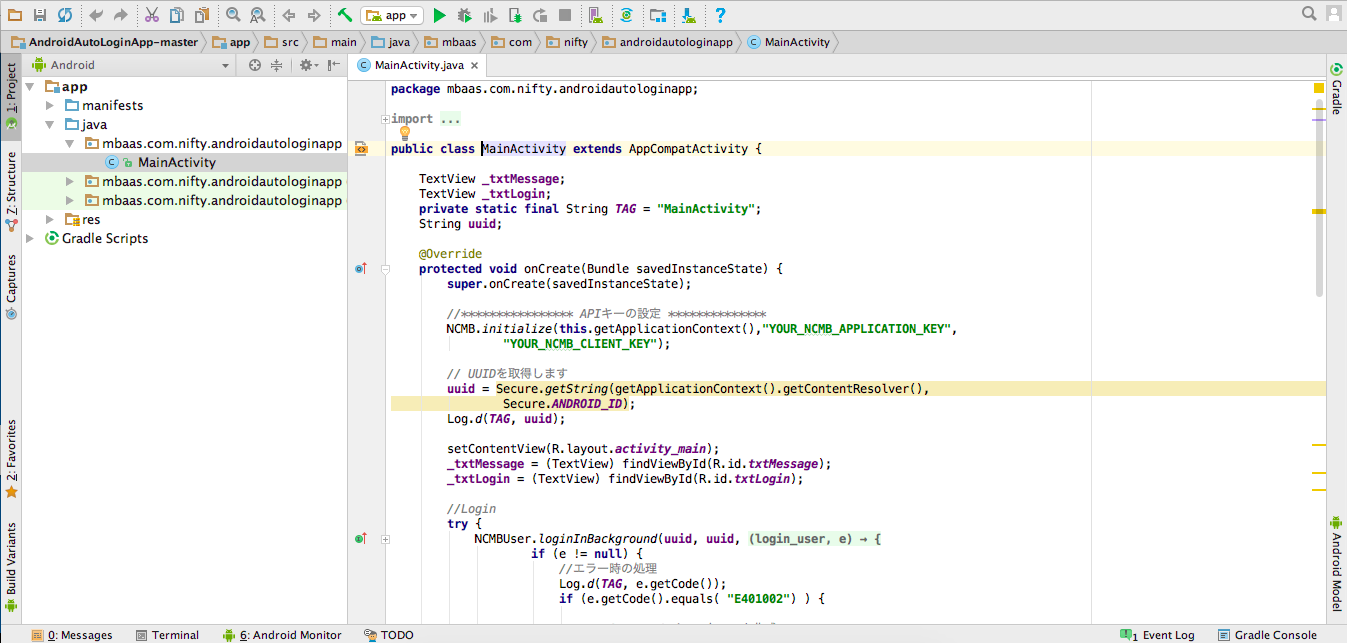 app
AndroidAutoLoginApp-master app src main java mbaas com nifty androidautologinapp MainActivity
1: Project
Z: Structure
Captures
2: Favorites
Build Variants
Android
app
manifests
java
mbaas.com.nifty.androidautologinapp
MainActivity
mbaas.com.nifty.androidautologinapp
mbaas.com.nifty.androidautologinapp
res
Gradle Scripts
MainActivity.java
package mbaas.com.nifty.androidautologinapp;
import ...
public class MainActivity extends AppCompatActivity {
TextView _txtMessage;
TextView _txtLogin;
private static final String TAG = "MainActivity";
String uuid;
@Override
protected void onCreate(Bundle savedInstanceState) {
super.onCreate(savedInstanceState);
//**************** APIキーの設定 **************
NCMB.initialize(this.getApplicationContext(),"YOUR_NCMB_APPLICATION_KEY",
"YOUR_NCMB_CLIENT_KEY");
// UUIDを取得します
uuid = Secure.getString(getApplicationContext().getContentResolver(),
Secure.ANDROID_ID);
Log.d(TAG, uuid);
setContentView(R.layout.activity_main);
_txtMessage = (TextView) findViewById(R.id.txtMessage);
_txtLogin = (TextView) findViewById(R.id.txtLogin);
//Login
try {
NCMBUser.loginInBackground(uuid, uuid, (login_user, e) → {
if (e != null) {
//エラー時の処理
Log.d(TAG, e.getCode());
if (e.getCode().equals( "E401002") ) {
Gradle
Android Model
0: Messages Terminal 6: Android Monitor TODO 1 Event Log Gradle Console